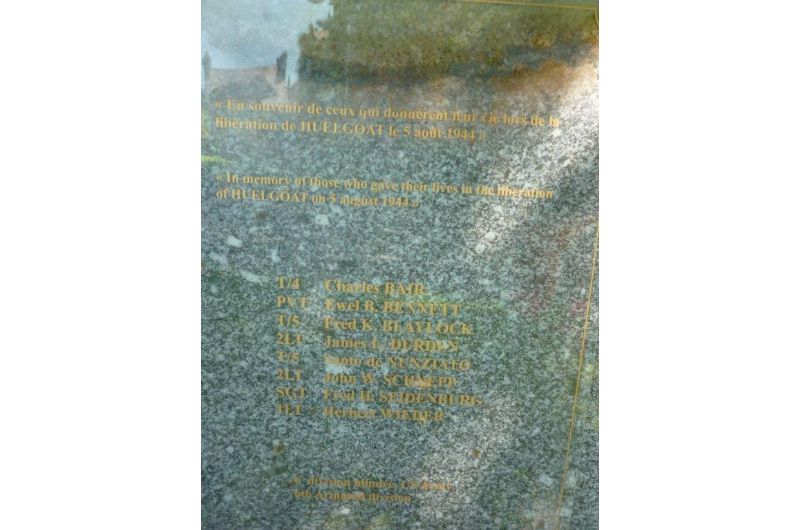 « En souvenir de ceux qui donnèrent leur vie lors de la
libération de HUELGOAT le 5 août 1944 »
« In memory of those who gave their lives in the liberation
of HUELGOAT on 5 august 1944 »
T/4 Charles BAIR
PVT Ewel B. BENNETT
T/5 Fred K. BLAYLOCK
2LT James L. DURDEN
T/5 Santo de NUNZIATO
2LT John W. SCHNEPP
SGT Fred H. SEIDENBURG
1LT Herbert WIEDER
6e division blindée, US
6th Armored division